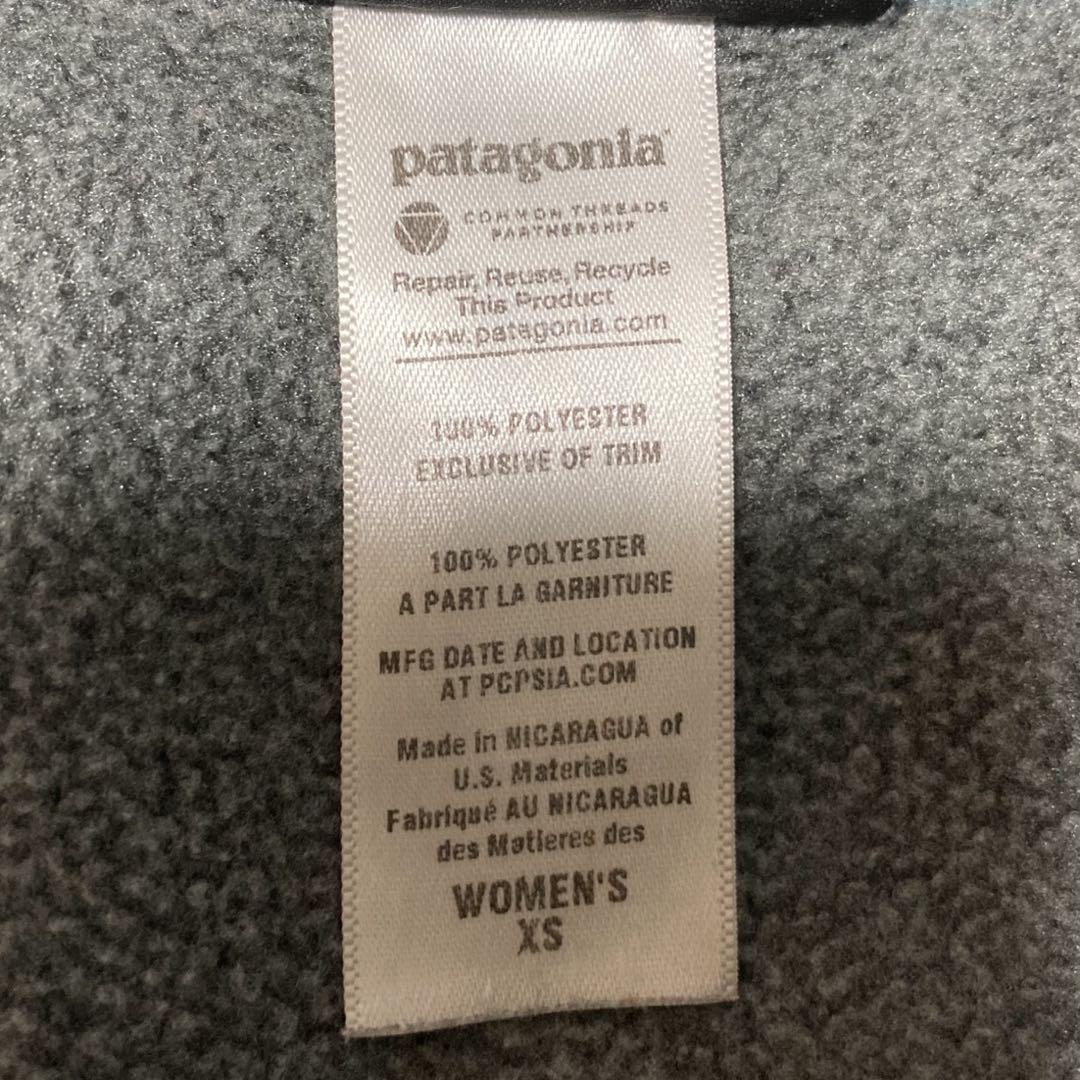 patagonia
COMMON THREADS
PARTNERSHIP
Repair, Reuse, Recycle
This Product
www.patagonia.com
100% POLYESTER
EXCLUSIVE OF TRIM
100% POLYESTER
A PART LA GARNITURE
MFG DATE AND LOCATION
AT PCPSIA.COM
Made in NICARAGUA of
U.S. Materials
Fabriqué AU NICARAGUA
des Matieres des
WOMEN'S
XS